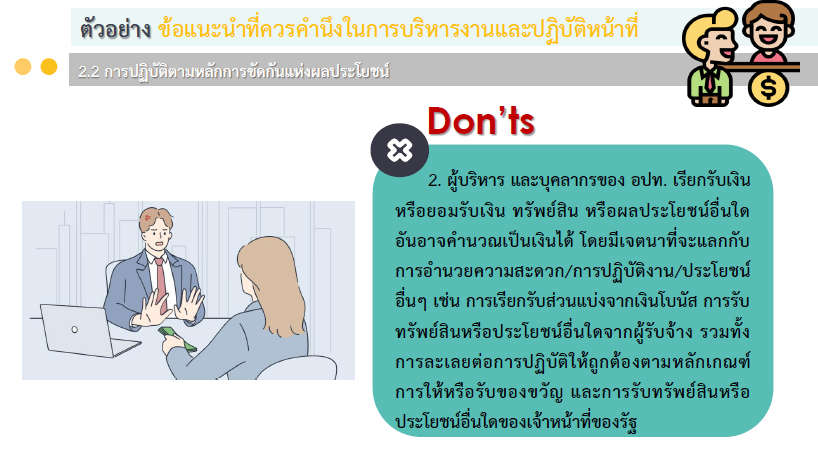 ตัวอย่าง ข้อแนะนำที่ควรคำนึงในการบริหารงานและปฏิบัติหน้าที่
2.2 การปฏิบัติตามหลักการขัดกันแห่งผลประโยชน์
Don'ts
2. ผู้บริหาร และบุคลากรของ อปท. เรียกรับเงิน
หรือยอมรับเงิน ทรัพย์สิน หรือผลประโยชน์อื่นใด
อันอาจคำนวณเป็นเงินได้ โดยมีเจตนาที่จะแลกกับ
การอำนวยความสะดวก/การปฏิบัติงาน/ประโยชน์
อื่นๆ เช่น การเรียกรับส่วนแบ่งจากเงินโบนัส การรับ
ทรัพย์สินหรือประโยชน์อื่นใดจากผู้รับจ้าง รวมทั้ง
การละเลยต่อการปฏิบัติให้ถูกต้องตามหลักเกณฑ์
การให้หรือรับของขวัญ และการรับทรัพย์สินหรือ
ประโยชน์อื่นใดของเจ้าหน้าที่ของรัฐ